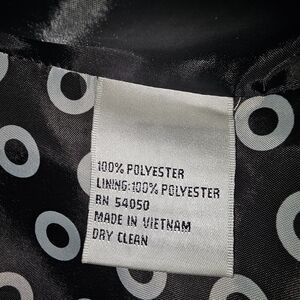 100% POLYESTER
LINING:100% POLYESTER
RN 54050
MADE IN VIETNAM
DRY CLEAN